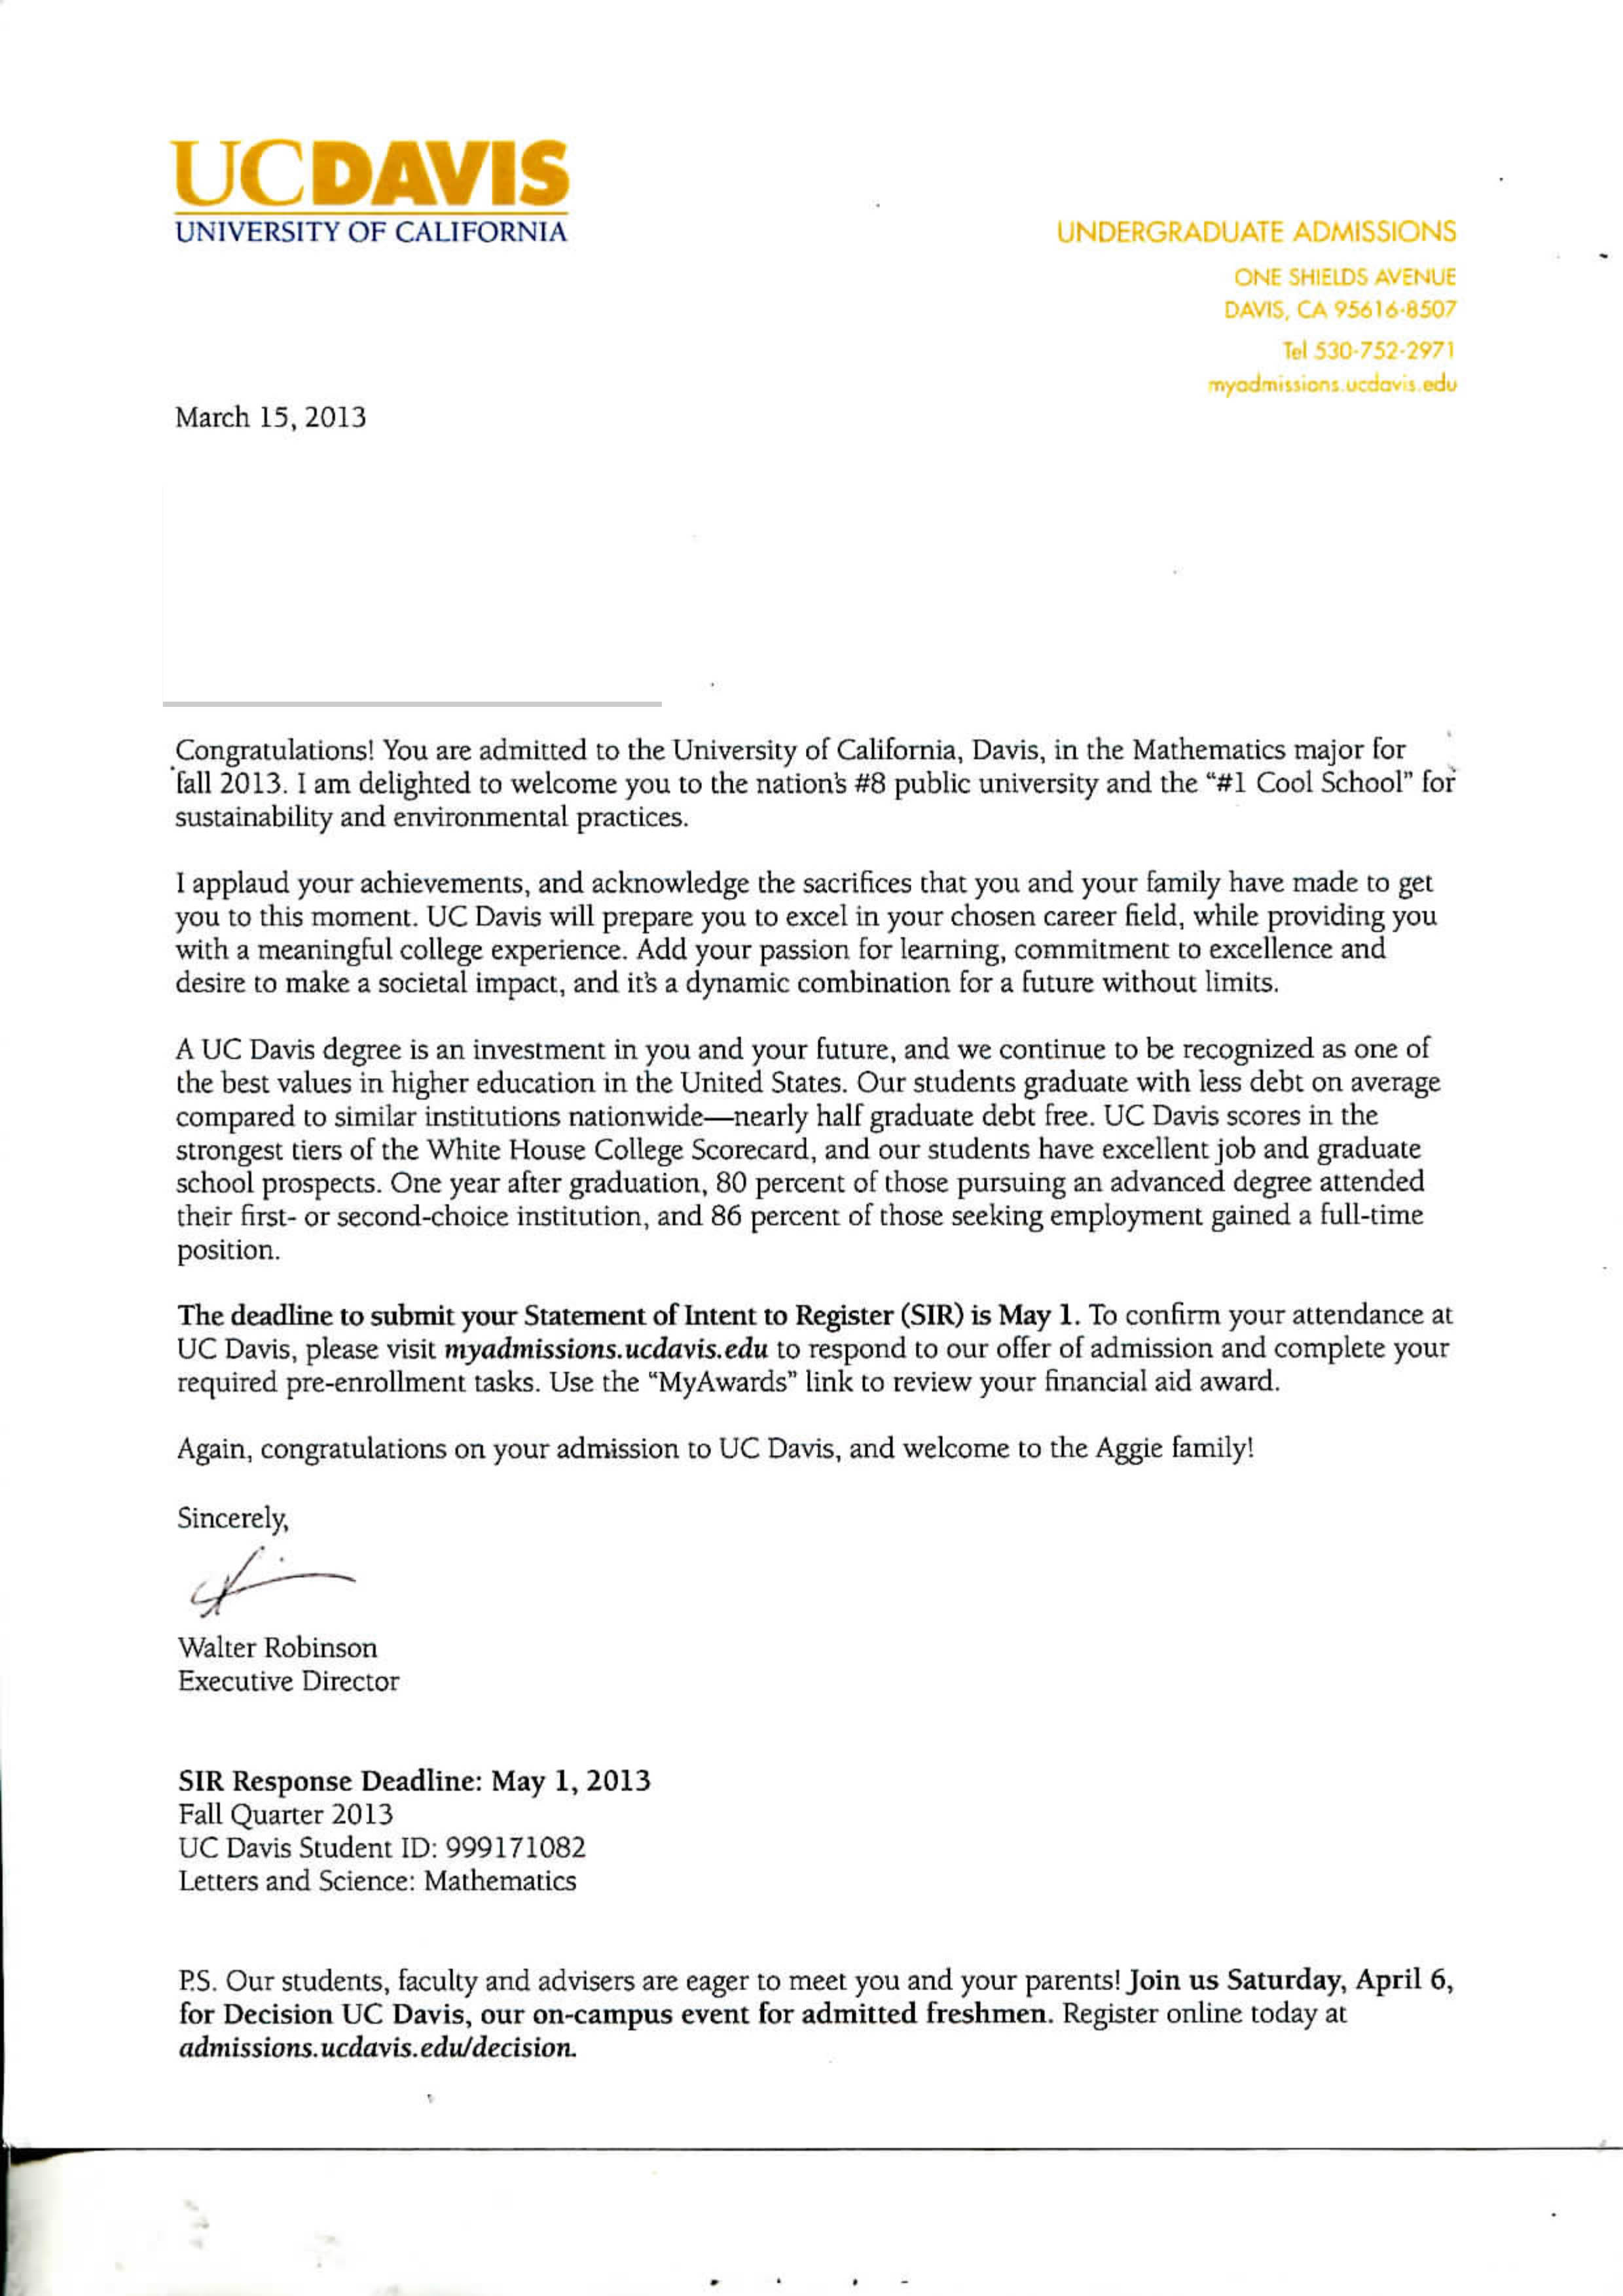 UCDAVIS
UNIVERSITY OF CALIFORNIA
UNDERGRADUATE ADMISSIONS
ONE SHIELDS AVENUE
DAVIS, CA 95616-8507
Tel 530-752-2971
myadmissions.ucdavis.edu
March 15, 2013
Congratulations! You are admitted to the University of California, Davis, in the Mathematics major for
fall 2013. I am delighted to welcome you to the nation's #8 public university and the “#1 Cool School” for
sustainability and environmental practices.
I applaud your achievements, and acknowledge the sacrifices that you and your family have made to get
you to this moment. UC Davis will prepare you to excel in your chosen career field, while providing you
with a meaningful college experience. Add your passion for learning, commitment to excellence and
desire to make a societal impact, and it's a dynamic combination for a future without limits.
A UC Davis degree is an investment in you and your future, and we continue to be recognized as one of
the best values in higher education in the United States. Our students graduate with less debt on average
compared to similar institutions nationwide—nearly half graduate debt free. UC Davis scores in the
strongest tiers of the White House College Scorecard, and our students have excellent job and graduate
school prospects. One year after graduation, 80 percent of those pursuing an advanced degree attended
their first- or second-choice institution, and 86 percent of those seeking employment gained a full-time
position.
The deadline to submit your Statement of Intent to Register (SIR) is May 1. To confirm your attendance at
UC Davis, please visit myadmissions.ucdavis.edu to respond to our offer of admission and complete your
required pre-enrollment tasks. Use the “MyAwards” link to review your financial aid award.
Again, congratulations on your admission to UC Davis, and welcome to the Aggie family!
Sincerely,
Walter Robinson
Executive Director
SIR Response Deadline: May 1, 2013
Fall Quarter 2013
UC Davis Student ID: 999171082
Letters and Science: Mathematics
P.S. Our students, faculty and advisers are eager to meet you and your parents! Join us Saturday, April 6,
for Decision UC Davis, our on-campus event for admitted freshmen. Register online today at
admissions.ucdavis.edu/decision.